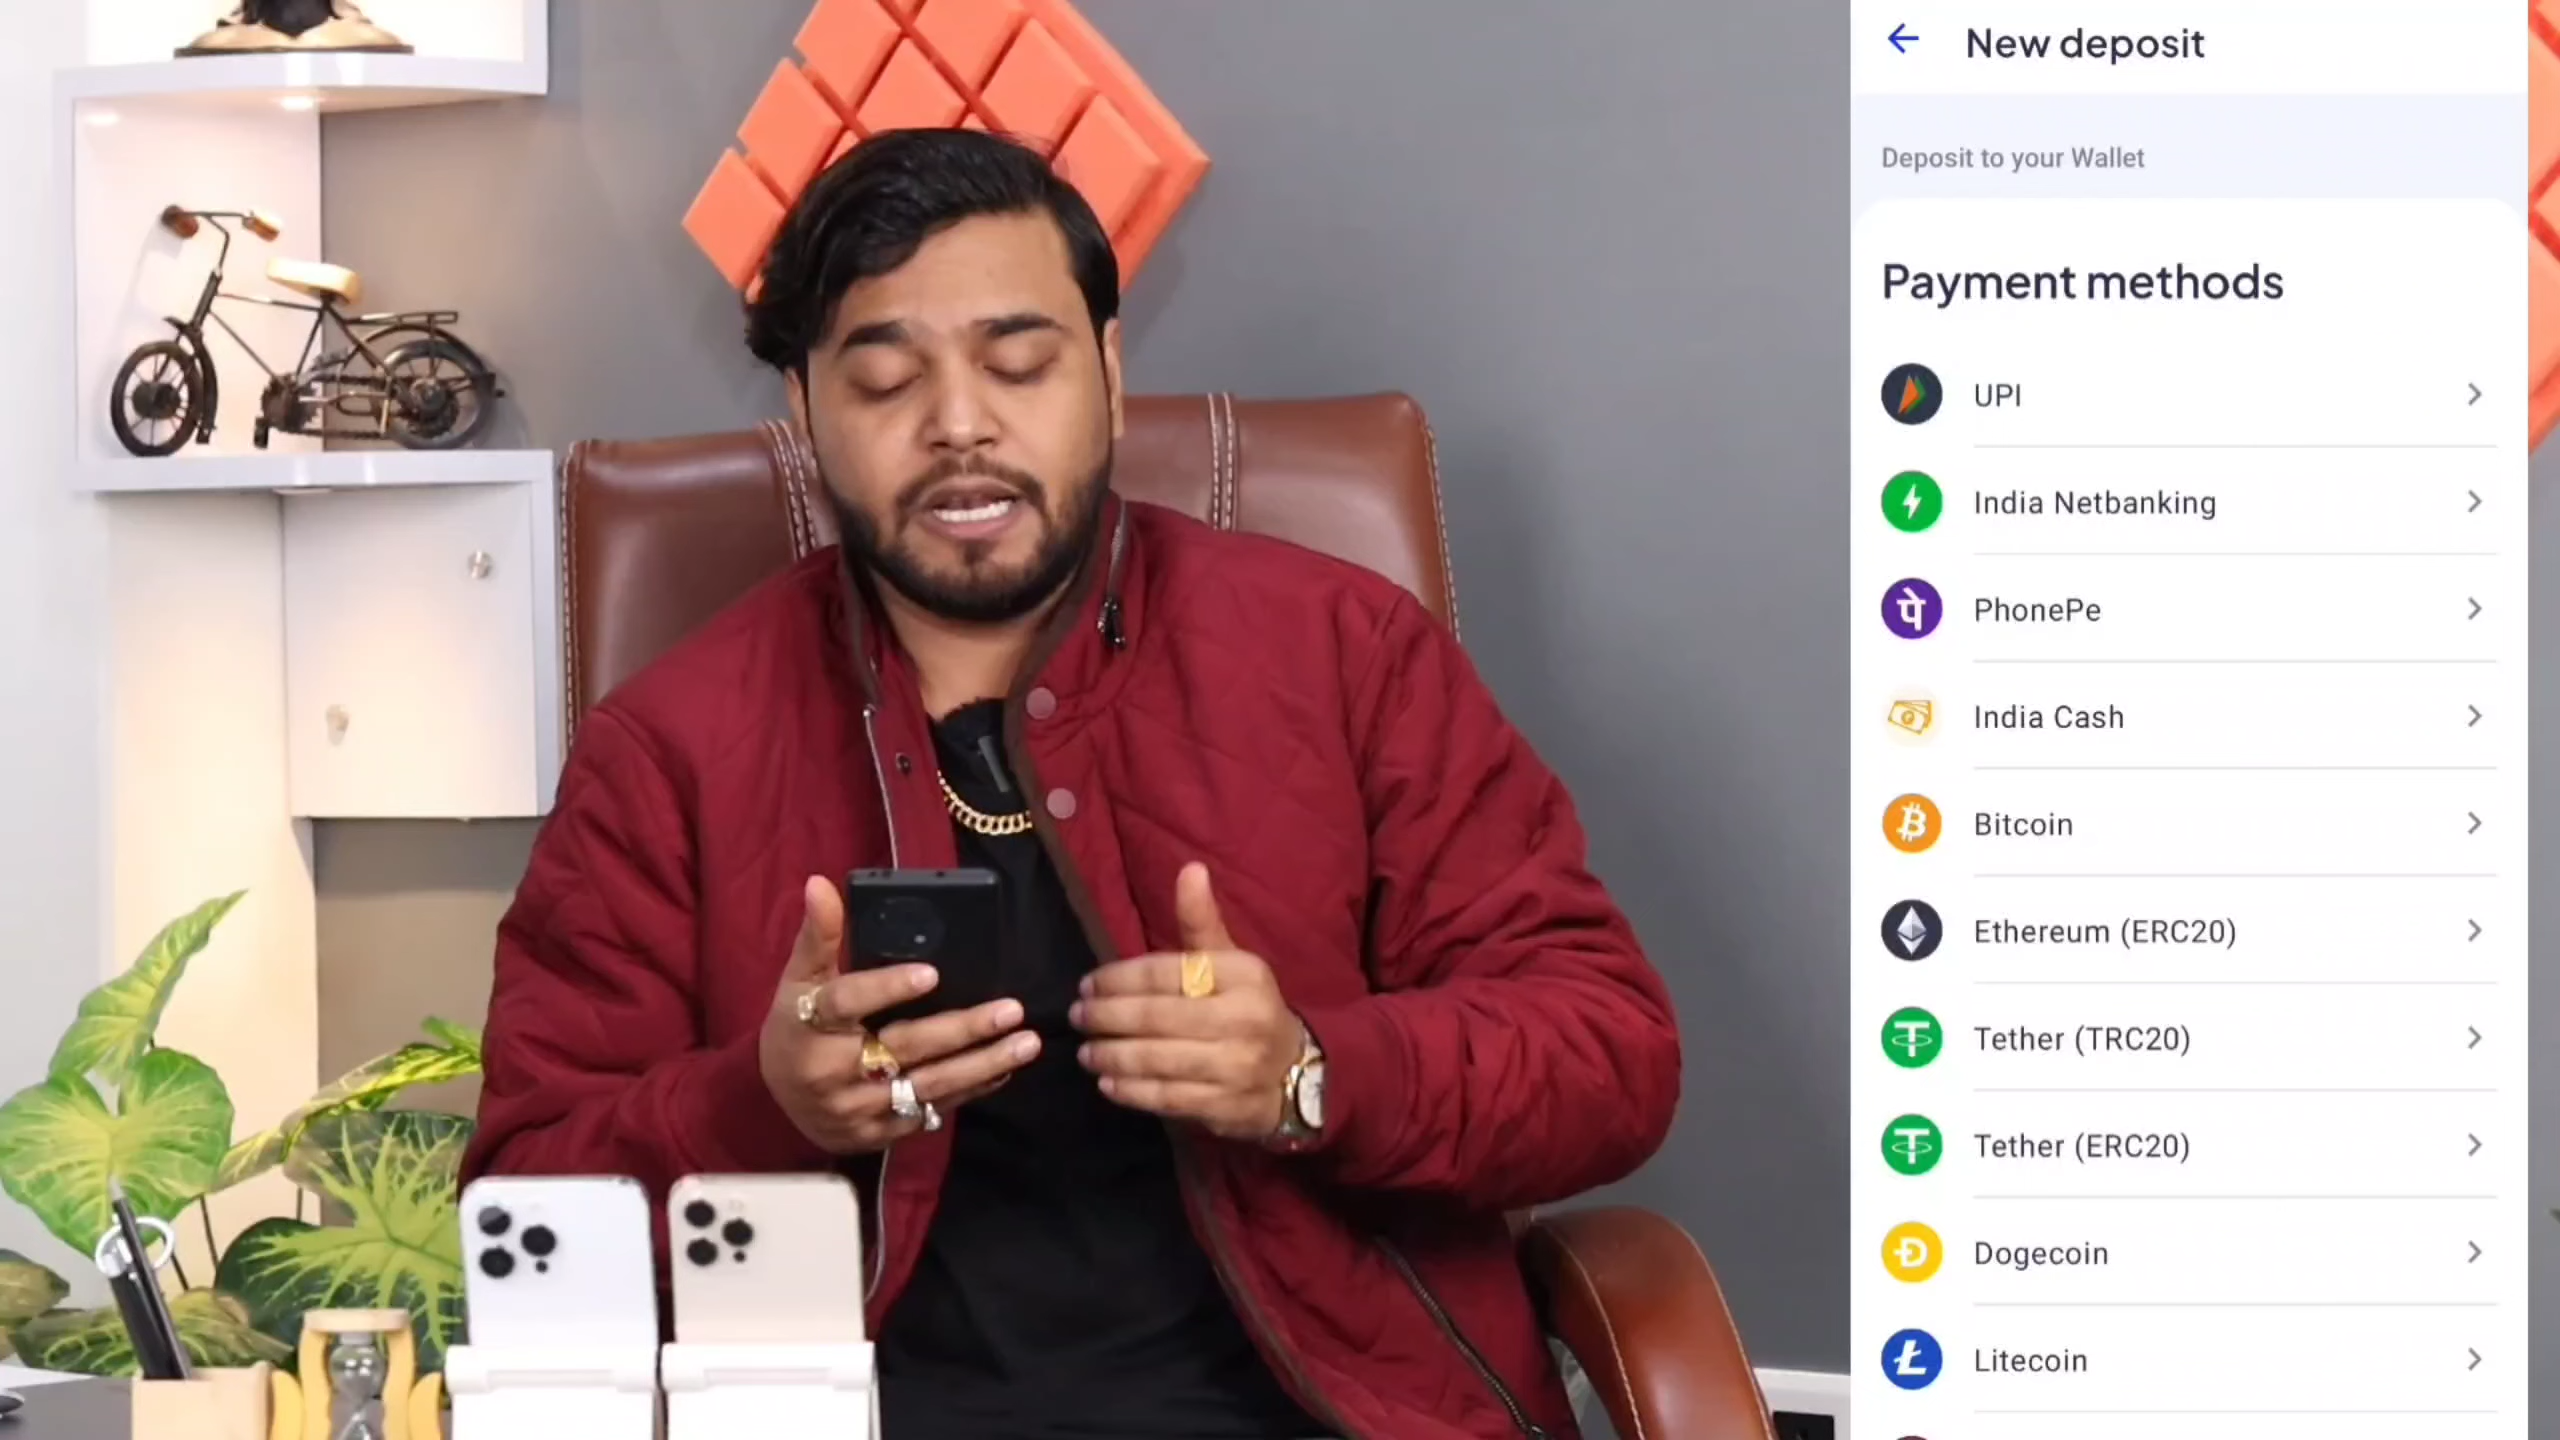 New deposit
Deposit to your Wallet
Payment methods
UPI
India Netbanking
पे
PhonePe
India Cash
Bitcoin
Ethereum (ERC20)
Tether (TRC20)
Tether (ERC20)
Dogecoin
Litecoin